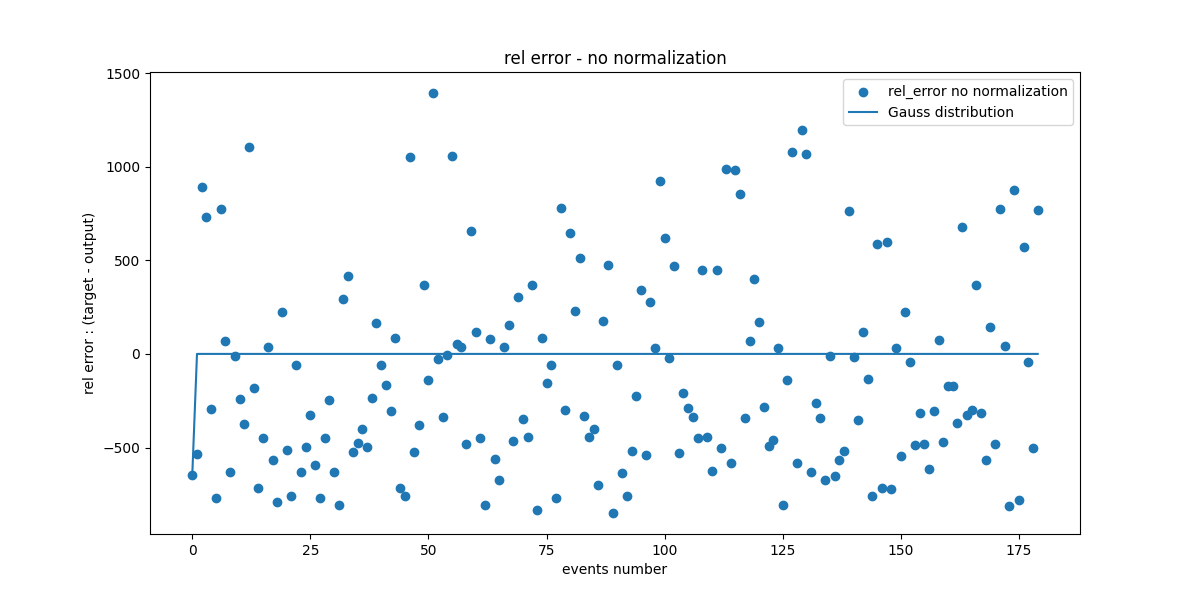 rel error - no normalization
rel_error no normalization
Gauss distribution
rel error : (target - output)
1500
1000
500
0
−500
0 25 50 75 100 125 150 175
events number